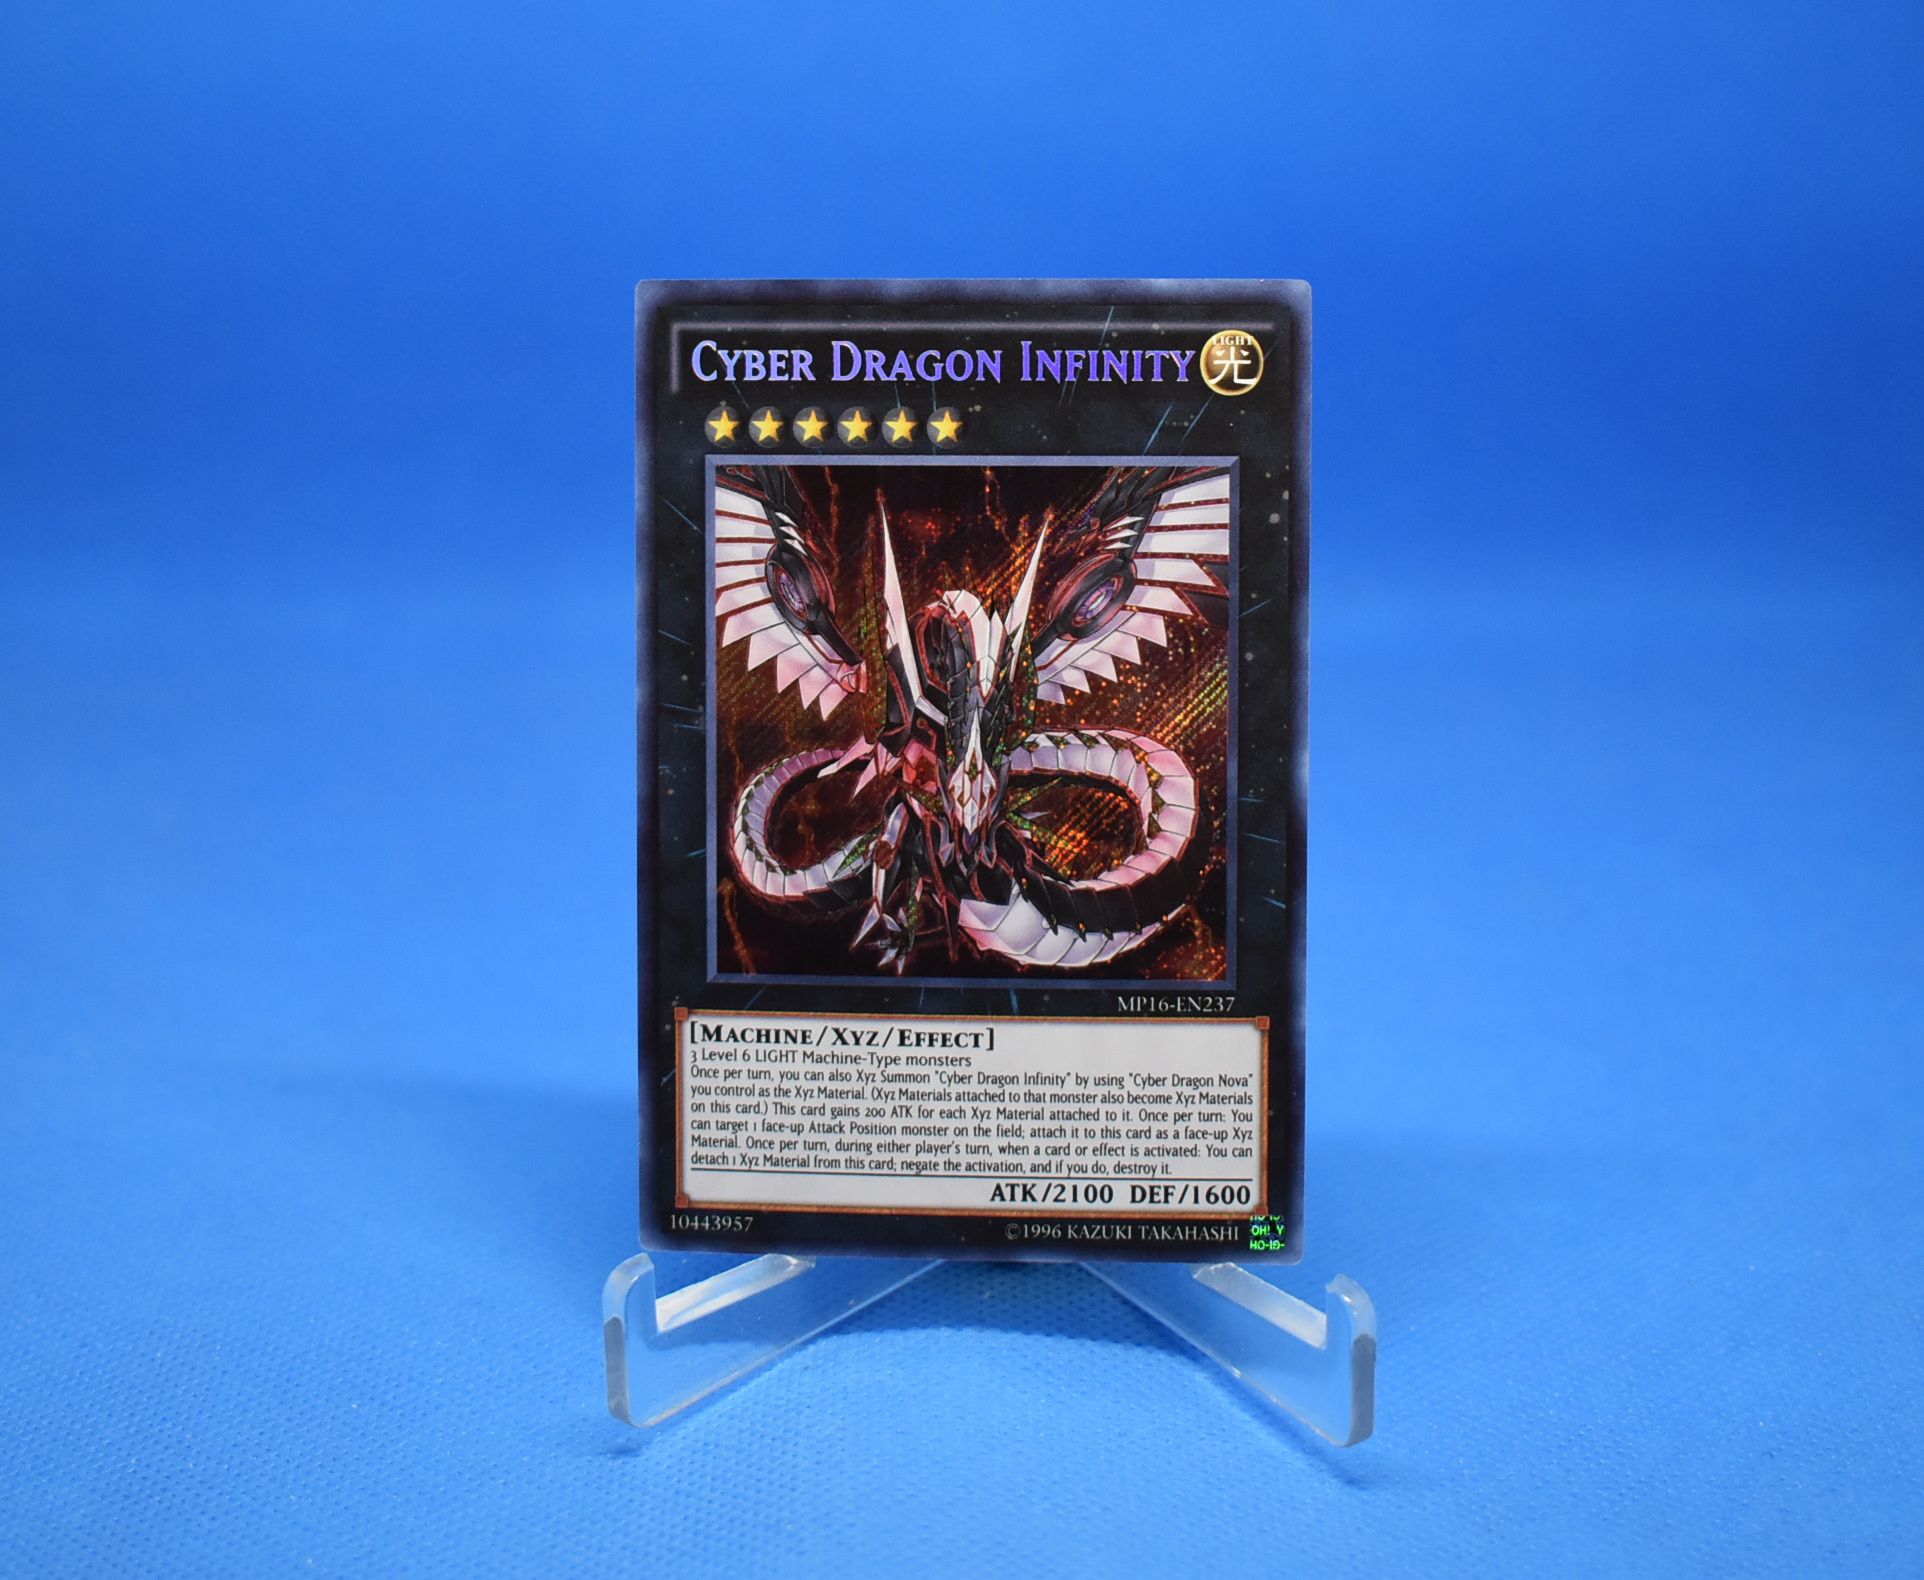 CYBER DRAGON INFINITY
LIGHT
光
MP16-EN237
[MACHINE/XYZ/EFFECT]
3 Level 6 LIGHT Machine-Type monsters
Once per turn, you can also Xyz Summon "Cyber Dragon Infinity" by using "Cyber Dragon Nova"
you control as the Xyz Material. (Xyz Materials attached to that monster also become Xyz Materials
on this card.) This card gains 200 ATK for each Xyz Material attached to it. Once per turn: You
can target 1 face-up Attack Position monster on the field; attach it to this card as a face-up Xyz
Material. Once per turn, during either player's turn, when a card or effect is activated: You can
detach 1 Xyz Material from this card; negate the activation, and if you do, destroy it.
ATK/2100 DEF/1600
10443957
©1996 KAZUKI TAKAHASHI